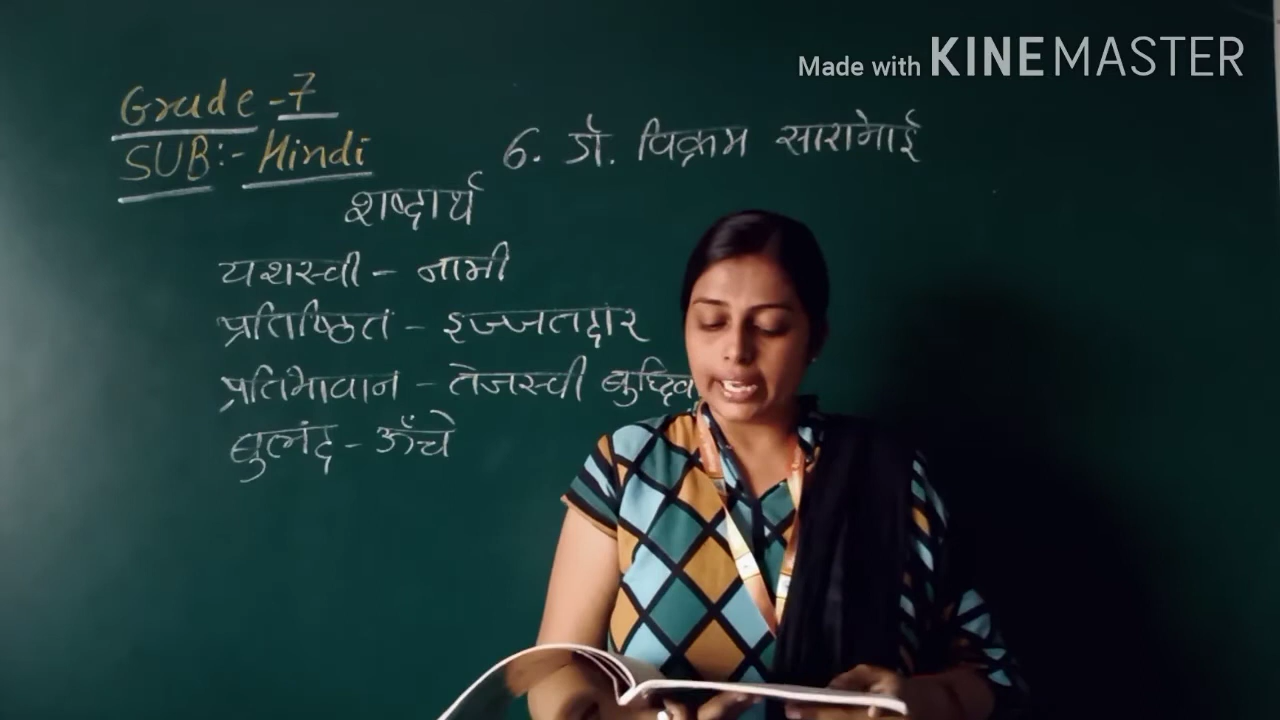 Made with KINEMASTER
Grade-7
SUB:- Hindi
6. डॉ. विक्रम साराभाई
शब्दार्थ
यशस्वी - नामी
प्रतिष्ठित - इज्जतदार
प्रतिभावान - तेजस्वी
बुलंद - ऊँचे